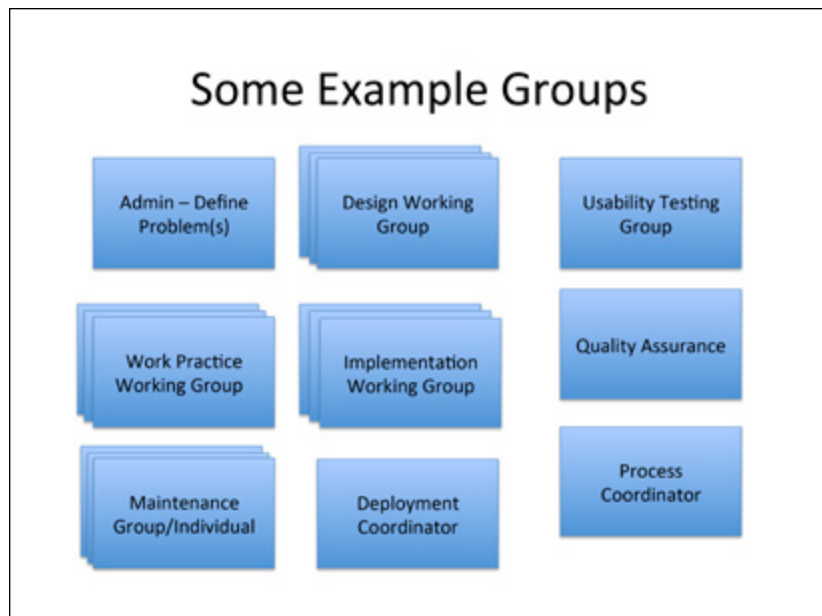 Some Example Groups
Admin – Define
Problem(s)
Design Working
Group
Usability Testing
Group
Work Practice
Working Group
Implementation
Working Group
Quality Assurance
Maintenance
Group/Individual
Deployment
Coordinator
Process
Coordinator